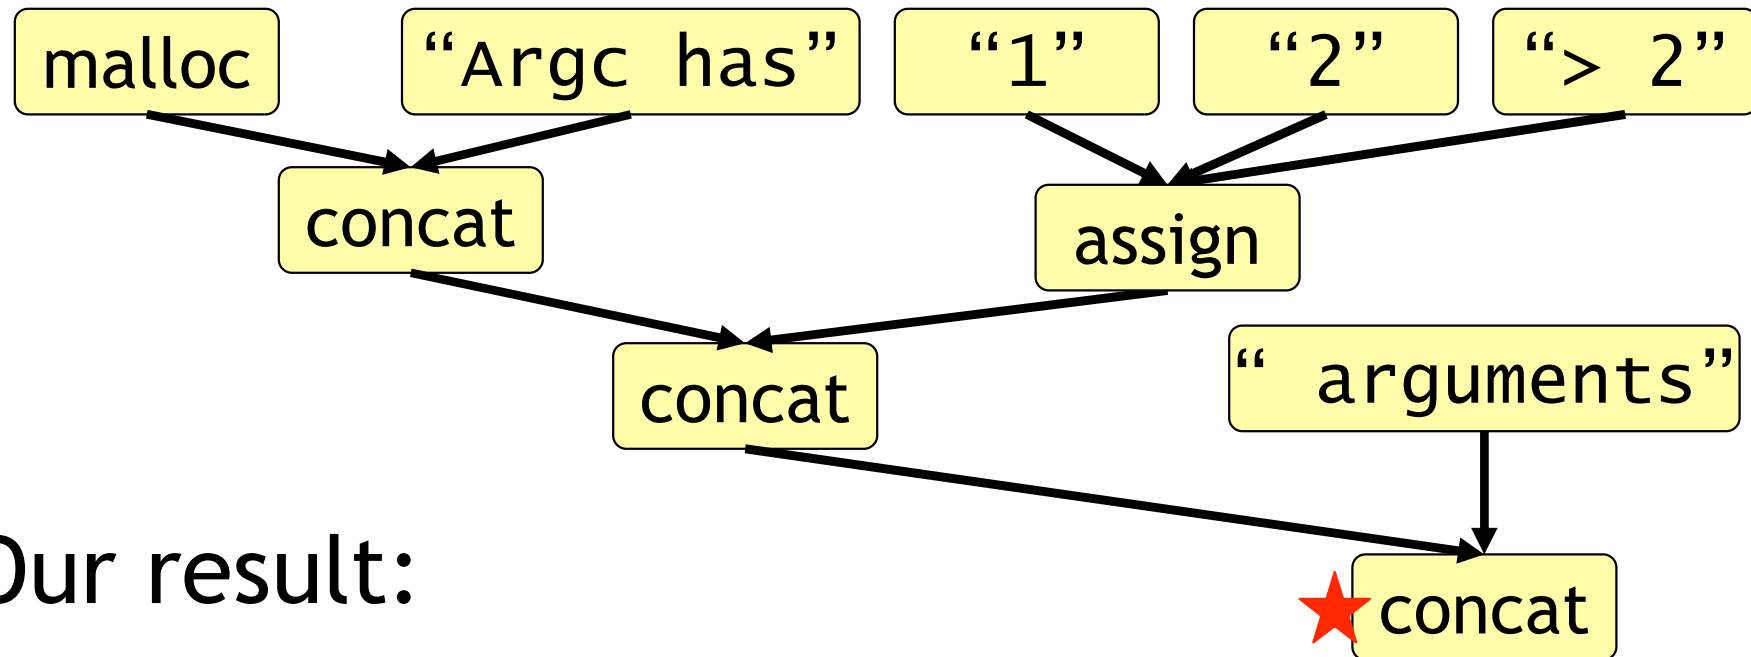 malloc
“Argc has”
“1”
“2”
“> 2”
concat
assign
concat
“ arguments”
Our result:
concat